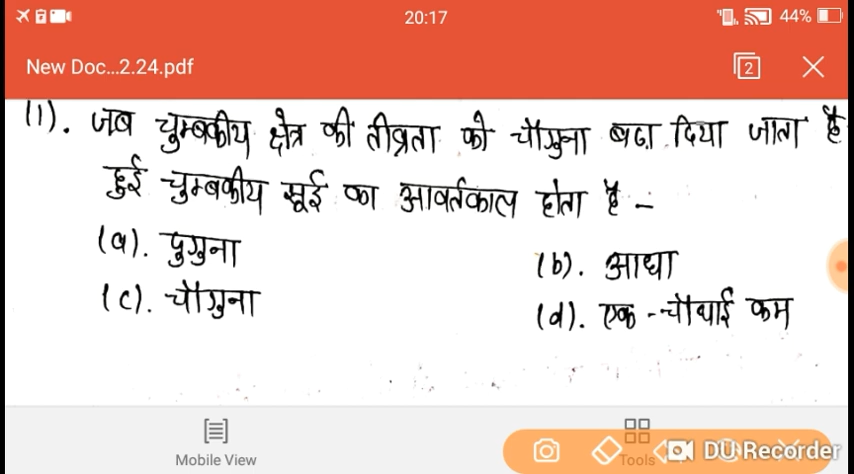 20:17
44%
New Doc...2.24.pdf
2
(1). जब चुम्बकीय क्षेत्र की तीव्रता को चौगुना बढा दिया जाता है
हुई चुम्बकीय सूई का आवर्तकाल होता है -
(a). दुगुना
(b). आधा
(c). चौगुना
(d). एक-चौथाई कम
Mobile View
Tools
DU Recorder